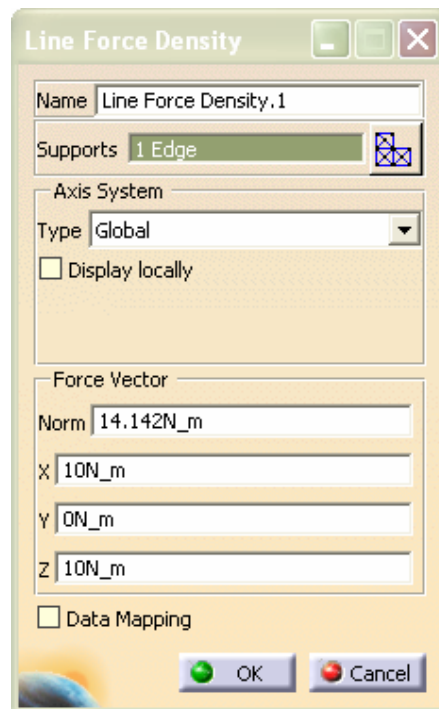 Line Force Density
Name Line Force Density.1
Supports 1 Edge
Axis System
Type Global
Display locally
Force Vector
Norm 14.142N_m
X 10N_m
Y 0N_m
Z 10N_m
Data Mapping
OK Cancel